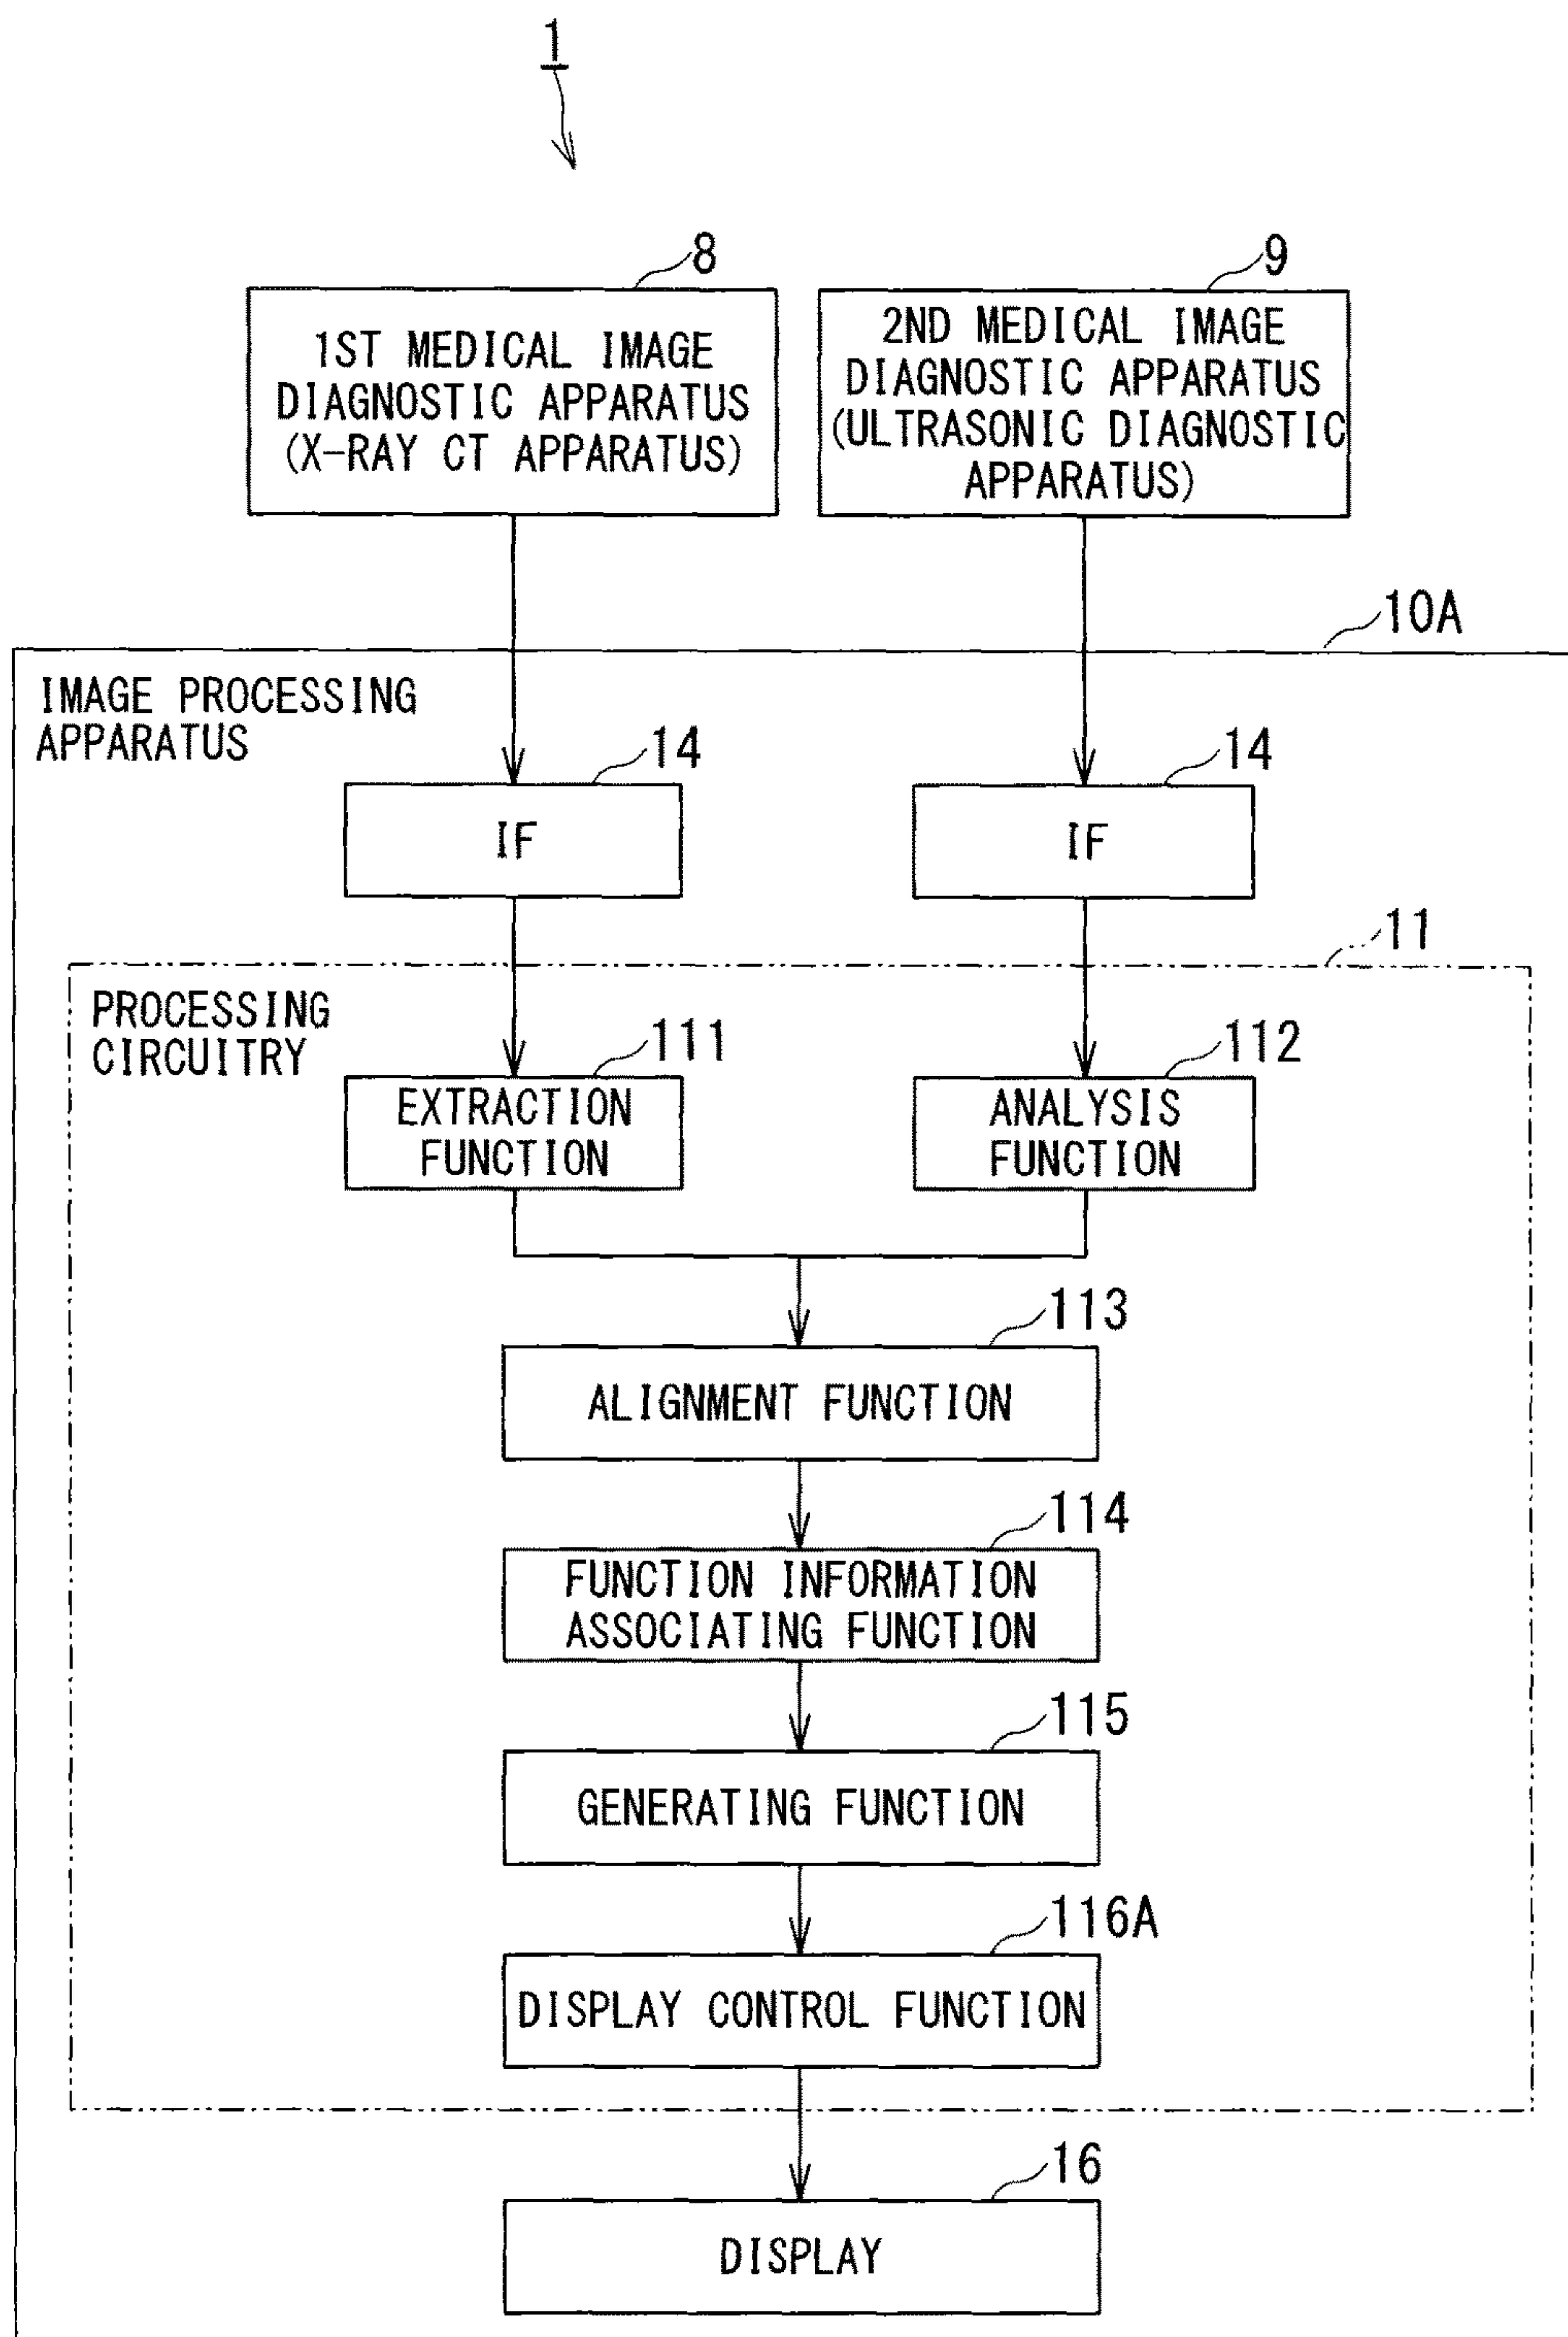 1
8
9
1ST MEDICAL IMAGE
DIAGNOSTIC APPARATUS
(X-RAY CT APPARATUS)
2ND MEDICAL IMAGE
DIAGNOSTIC APPARATUS
(ULTRASONIC DIAGNOSTIC
APPARATUS)
10A
IMAGE PROCESSING
APPARATUS
14
14
IF
IF
11
PROCESSING
CIRCUITRY
111
112
EXTRACTION
FUNCTION
ANALYSIS
FUNCTION
113
ALIGNMENT FUNCTION
114
FUNCTION INFORMATION
ASSOCIATING FUNCTION
115
GENERATING FUNCTION
116A
DISPLAY CONTROL FUNCTION
16
DISPLAY